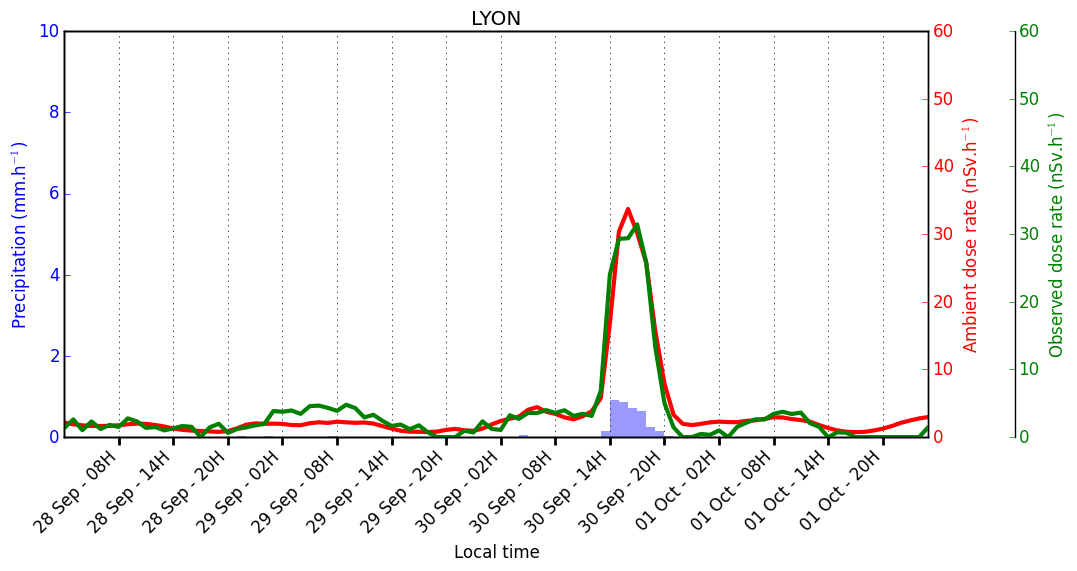 LYON
10
8
6
4
2
0
Precipitation (mm.h⁻¹)
60
50
40
30
20
10
0
Ambient dose rate (nSv.h⁻¹)
60
50
40
30
20
10
0
Observed dose rate (nSv.h⁻¹)
28 Sep - 08H
28 Sep - 14H
28 Sep - 20H
29 Sep - 02H
29 Sep - 08H
29 Sep - 14H
29 Sep - 20H
30 Sep - 02H
30 Sep - 08H
30 Sep - 14H
30 Sep - 20H
01 Oct - 02H
01 Oct - 08H
01 Oct - 14H
01 Oct - 20H
Local time